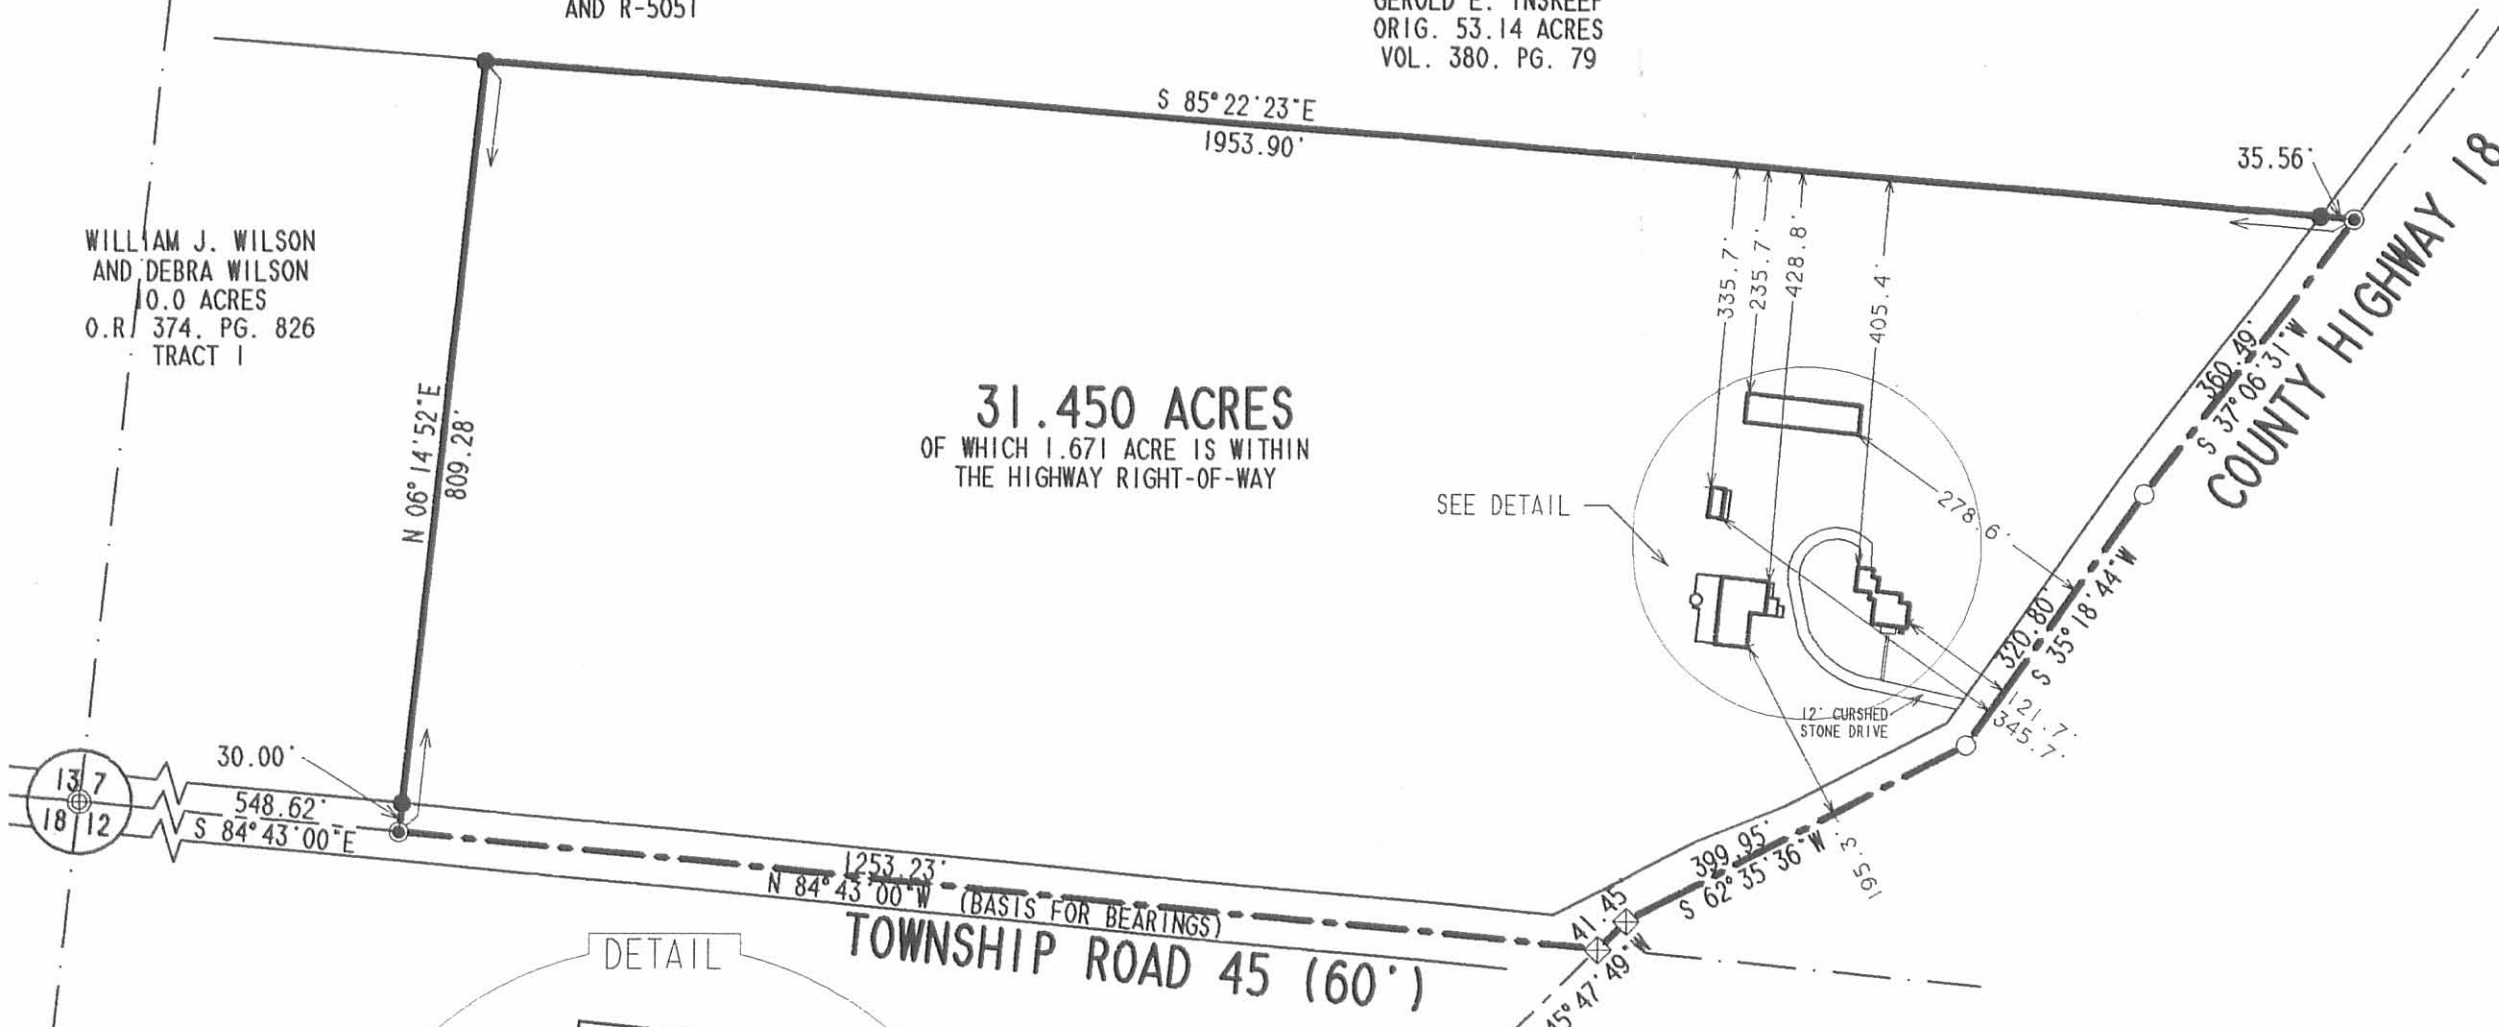 AND R-5051
GEROLD E. INSKEEP
ORIG. 53.14 ACRES
VOL. 380. PG. 79
S 85°22'23"E
1953.90'
35.56'
COUNTY HIGHWAY 18
WILLIAM J. WILSON
AND DEBRA WILSON
10.0 ACRES
O.R. 374. PG. 826
TRACT 1
N 06°14'52"E
809.28'
31.450 ACRES
OF WHICH 1.671 ACRE IS WITHIN
THE HIGHWAY RIGHT-OF-WAY
335.7'
235.7'
428.8'
405.4'
360.49'
S 37°06'31"W
SEE DETAIL
278.6'
320.80'
S 35°18'44"W
121.7'
345.7'
12' CURSHED
STONE DRIVE
30.00'
13 7
18 12
548.62'
S 84°43'00"E
1253.23'
N 84°43'00"W (BASIS FOR BEARINGS)
TOWNSHIP ROAD 45 (60')
399.95'
S 62°35'36"W
195.3'
41.45'
45°47'49"W
DETAIL